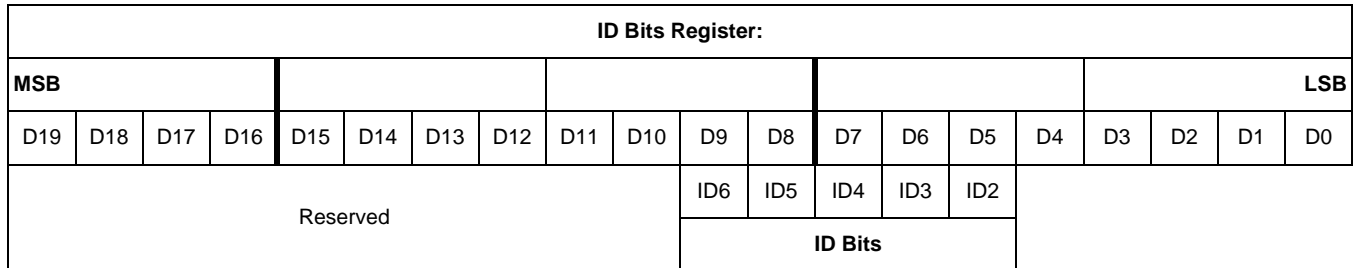 ID Bits Register:
MSB LSB
D19 D18 D17 D16 D15 D14 D13 D12 D11 D10 D9 D8 D7 D6 D5 D4 D3 D2 D1 D0
Reserved ID6 ID5 ID4 ID3 ID2
ID Bits